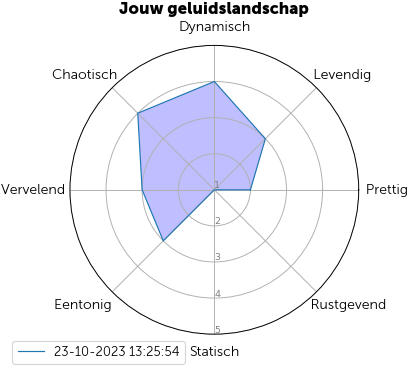 Jouw geluidslandschap
Dynamisch
Chaotisch
Levendig
Vervelend
1
Prettig
2
3
Eentonig
4
Rustgevend
5
23-10-2023 13:25:54
Statisch